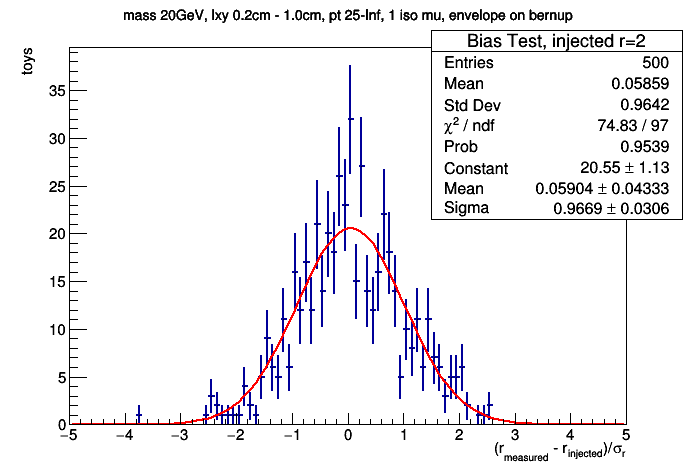 mass 20GeV, lxy 0.2cm - 1.0cm, pt 25-Inf, 1 iso mu, envelope on bernup
Bias Test, injected r=2
Entries 500
Mean 0.05859
Std Dev 0.9642
χ² / ndf 74.83 / 97
Prob 0.9539
Constant 20.55 ± 1.13
Mean 0.05904 ± 0.04333
Sigma 0.9669 ± 0.0306
toys
35
30
25
20
15
10
5
0
−5 −4 −3 −2 −1 0 1 2 3 4 5
(r_measured - r_injected)/σ_r